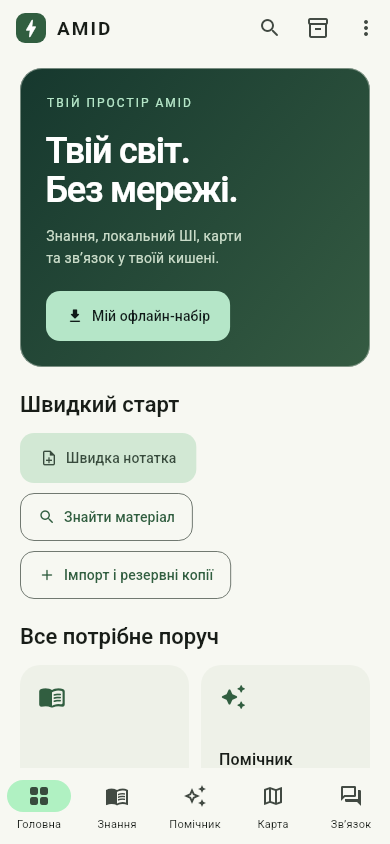 AMID
ТВІЙ ПРОСТІР AMID
Твій світ.
Без мережі.
Знання, локальний ШІ, карти
та зв’язок у твоїй кишені.
Мій офлайн-набір
Швидкий старт
Швидка нотатка
Знайти матеріал
Імпорт і резервні копії
Все потрібне поруч
Помічник
Головна
Знання
Помічник
Карта
Зв'язок